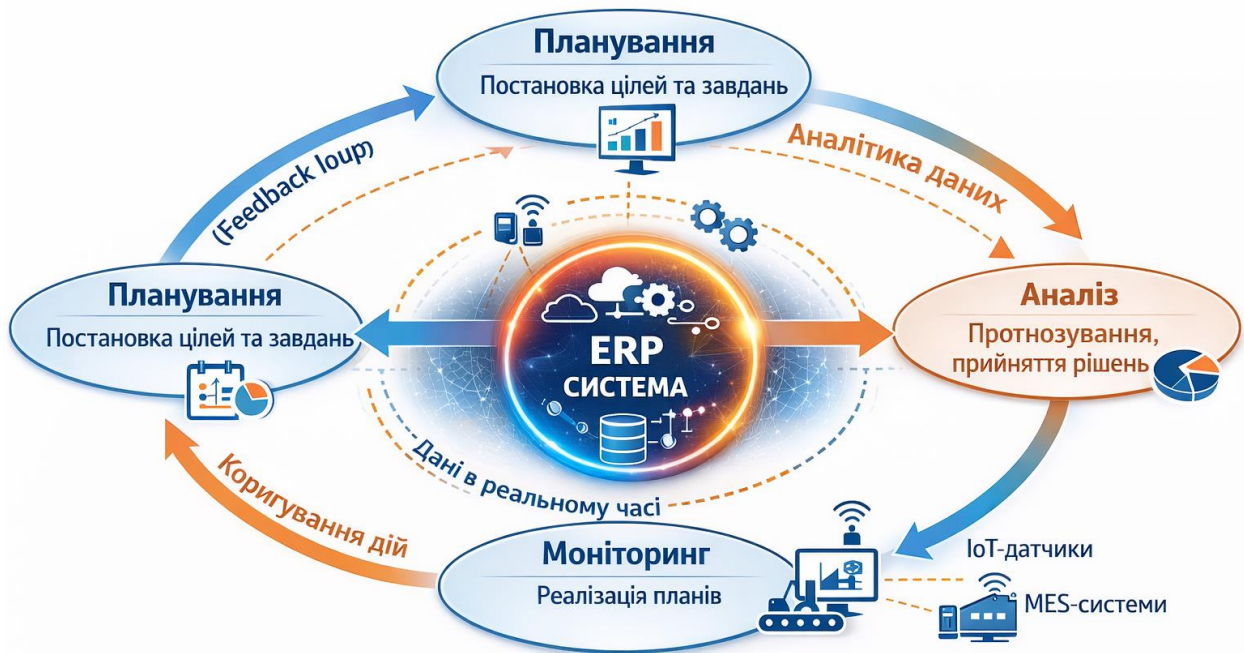 Планування
Постановка цілей та завдань
(Feedback loup)
Аналітика даних
Планування
Постановка цілей та завдань
ERP
СИСТЕМА
Аналіз
Протнозування,
прийняття рішень
Дані в реальному часі
Коригування дій
Моніторинг
Реалізація планів
IoT-датчики
MES-системи